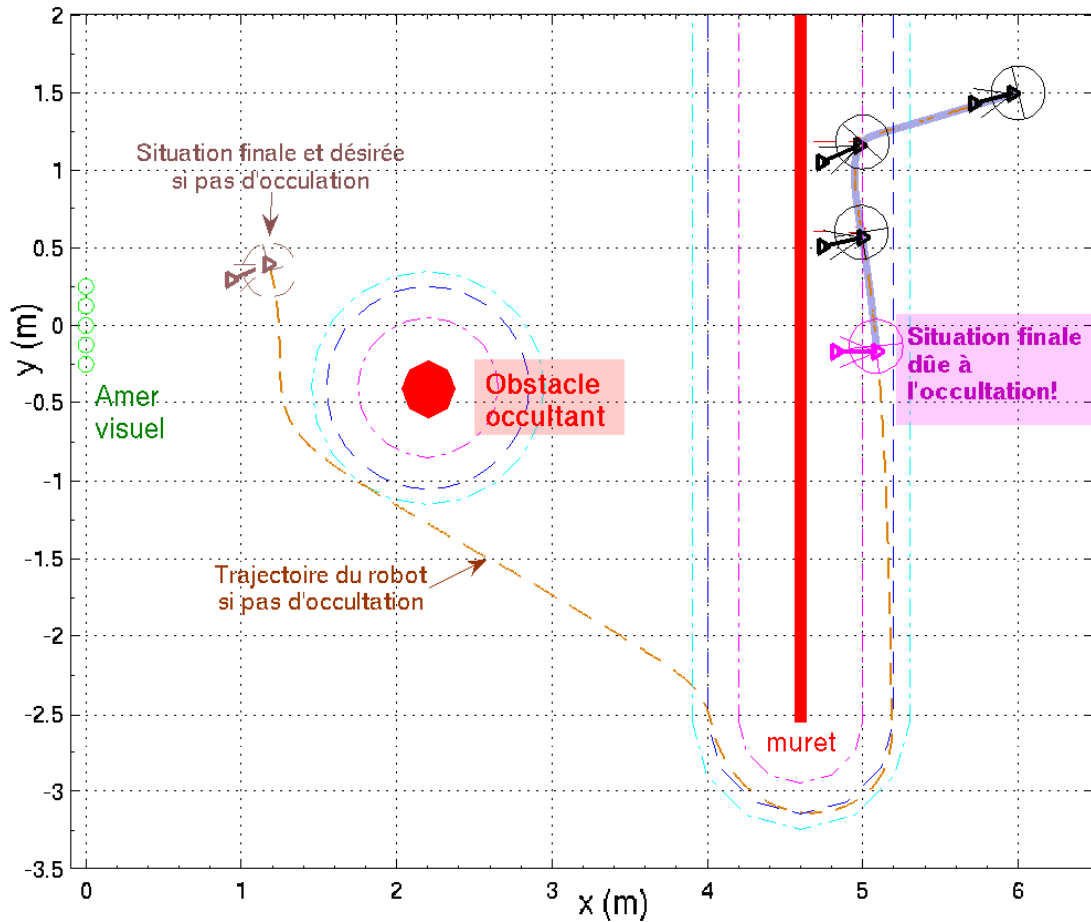 2
1.5
1
0.5
0
-0.5
-1
-1.5
-2
-2.5
-3
-3.5
y (m)
Situation finale et désirée
si pas d'occulation
Amer
visuel
Obstacle
occultant
Situation finale
dûe à
l'occultation!
Trajectoire du robot
si pas d'occultation
muret
0
1
2
3
4
5
6
x (m)